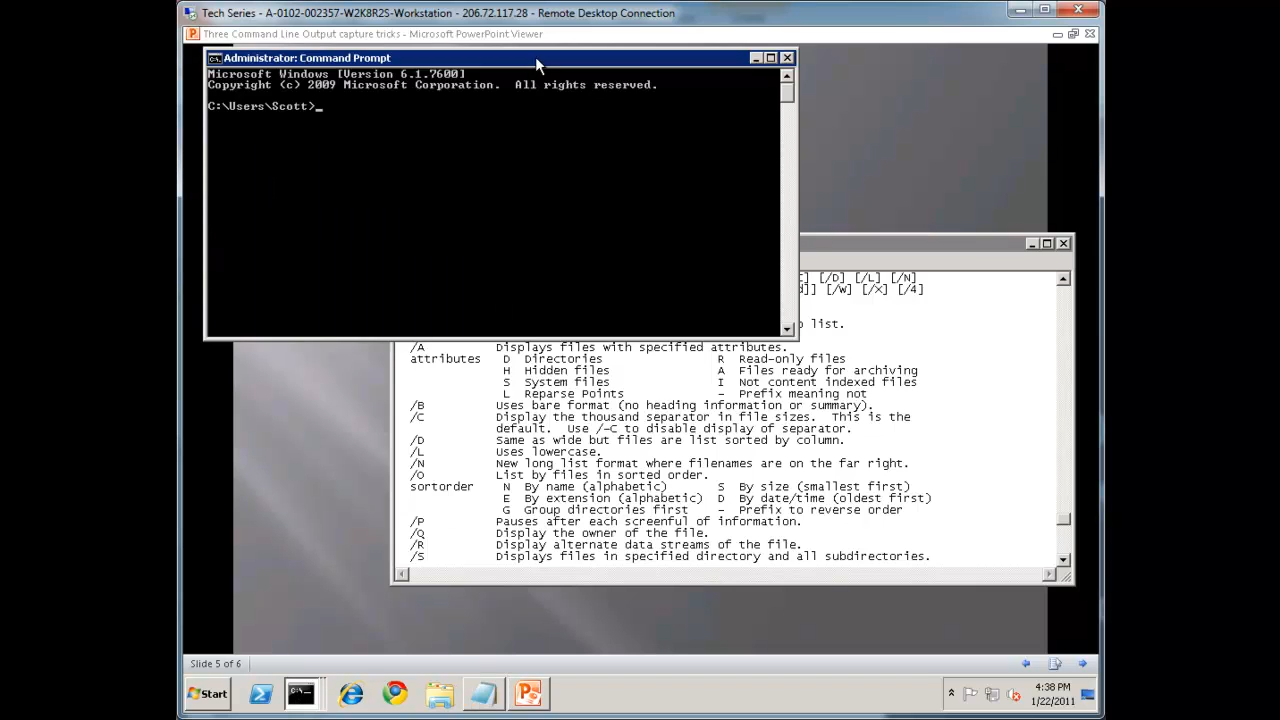 Tech Series - A-0102-002357-W2K8R2S-Workstation - 206.72.117.28 - Remote Desktop Connection
Three Command Line Output capture tricks - Microsoft PowerPoint Viewer
Administrator: Command Prompt
Microsoft Windows [Version 6.1.7600]
Copyright (c) 2009 Microsoft Corporation.  All rights reserved.
C:\Users\Scott>_
[/D] [/L] [/N]
[/W] [/X] [/4]
list.
/A Displays files with specified attributes.
attributes D Directories R Read-only files
H Hidden files A Files ready for archiving
S System files I Not content indexed files
L Reparse Points - Prefix meaning not
/B Uses bare format (no heading information or summary).
/C Display the thousand separator in file sizes.  This is the
default.  Use /-C to disable display of separator.
/D Same as wide but files are list sorted by column.
/L Uses lowercase.
/N New long list format where filenames are on the far right.
/O List by files in sorted order.
sortorder N By name (alphabetic) S By size (smallest first)
E By extension (alphabetic) D By date/time (oldest first)
G Group directories first - Prefix to reverse order
/P Pauses after each screenful of information.
/Q Display the owner of the file.
/R Display alternate data streams of the file.
/S Displays files in specified directory and all subdirectories.
Slide 5 of 6
Start
4:38 PM
1/22/2011